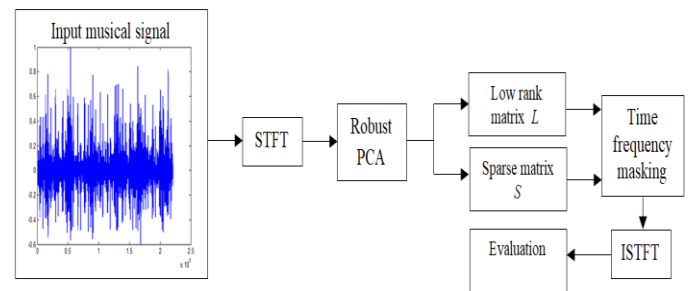 Input musical signal
1
0.8
0.6
0.4
0.2
0
-0.2
-0.4
-0.6
0
0.5
1
1.5
2
2.5
x 10⁵
STFT
Robust
PCA
Low rank
matrix L
Sparse matrix
S
Time
frequency
masking
Evaluation
ISTFT